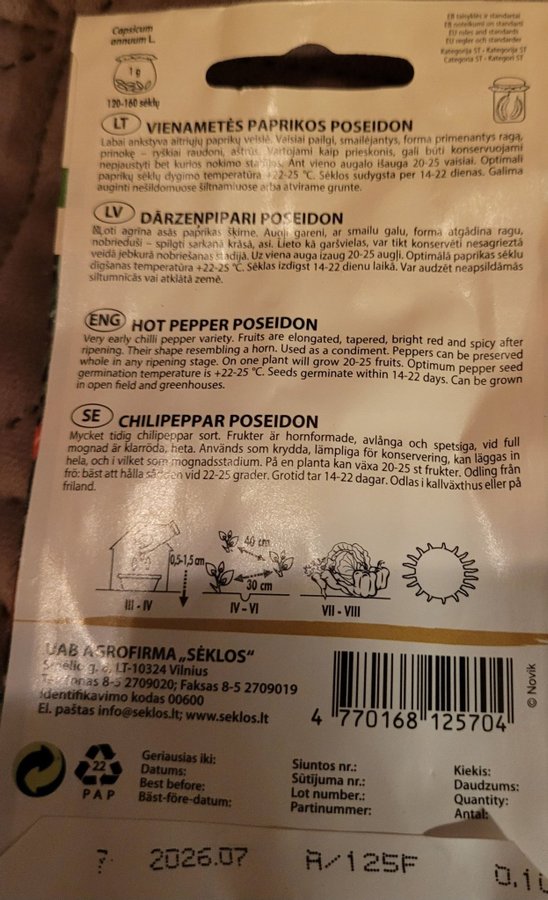 Capsicum
annuum L.
1 g
120-160 sėklų
EB taisyklės ir standartai
EU rules and standards
EU regler och standarder
Kategorija ST - Kategorija ST
Categoria ST - Kategori ST
LT VIENAMETĖS PAPRIKOS POSEIDON
Labai ankstyva aitriųjų paprikų veislė. Vaisiai pailgi, smailėjantys, forma primenantys ragą,
prinokę – ryškiai raudoni, aštrūs. Vartojami kaip prieskonis, gali būti konservuojami
nepjaustyti bet kurios nokimo stadijos. Ant vieno augalo išauga 20-25 vaisiai. Optimali
paprikų sėklų dygimo temperatūra +22-25 °C. Sėklos sudygsta per 14-22 dienas. Galima
auginti nešildomuose šiltnamiuose arba atvirame grunte.
LV DĀRZENPIPARI POSEIDON
Ļoti agrīna asās paprikas šķirne. Augļi gareni, ar smailu galu, forma atgādina ragu,
nobrieduši – spilgti sarkanā krāsā, asi. Lieto kā garšvielas, var tikt konservēti nesagrieztā
veidā jebkurā nobriešanas stadijā. Uz viena auga izaug 20-25 augļi. Optimālā paprikas sēklu
dīgšanas temperatūra +22-25 °C. Sēklas izdīgst 14-22 dienu laikā. Var audzēt neapsildāmās
siltumnīcās vai atklātā zemē.
ENG HOT PEPPER POSEIDON
Very early chilli pepper variety. Fruits are elongated, tapered, bright red and spicy after
ripening. Their shape resembling a horn. Used as a condiment. Peppers can be preserved
whole in any ripening stage. On one plant will grow 20-25 fruits. Optimum pepper seed
germination temperature is +22-25 °C. Seeds germinate within 14-22 days. Can be grown
in open field and greenhouses.
SE CHILIPEPPAR POSEIDON
Mycket tidig chilipeppar sort. Frukter är hornformade, avlånga och spetsiga, vid full
mognad är klarröda, heta. Används som krydda, lämpliga för konservering, kan läggas in
hela, och i vilket som mognadsstadium. På en planta kan växa 20-25 st frukter. Odling från
frö: bäst att hålla sådden vid 22-25 grader. Grotid tar 14-22 dagar. Odlas i kallväxthus eller på
friland.
0,5-1,5 cm
40 cm
30 cm
III - IV
IV – VI
VII - VIII
UAB AGROFIRMA „SĖKLOS“
LT-10324 Vilnius
8-5 2709020; Faksas 8-5 2709019
Identifikavimo kodas 00600
El. paštas info@seklos.lt; www.seklos.lt
4 770168 125704
© Novik
22
PAP
Geriausias iki:
Datums:
Best before:
Bäst-före-datum:
Siuntos nr.:
Sūtījuma nr.:
Lot number.:
Partinummer:
Kiekis:
Daudzums:
Quantity:
Antal:
2026.07
A/125F